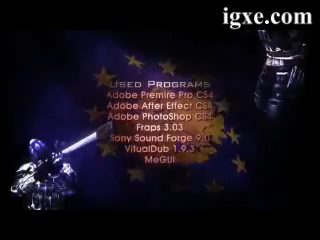 igxe.com
Used Programs
Adobe Premire Pro CS4
Adobe After Effect CS4
Adobe PhotoShop CS4
Fraps 3.03
Sony Sound Forge 9.0
VitualDub 1.9.3
MeGUI